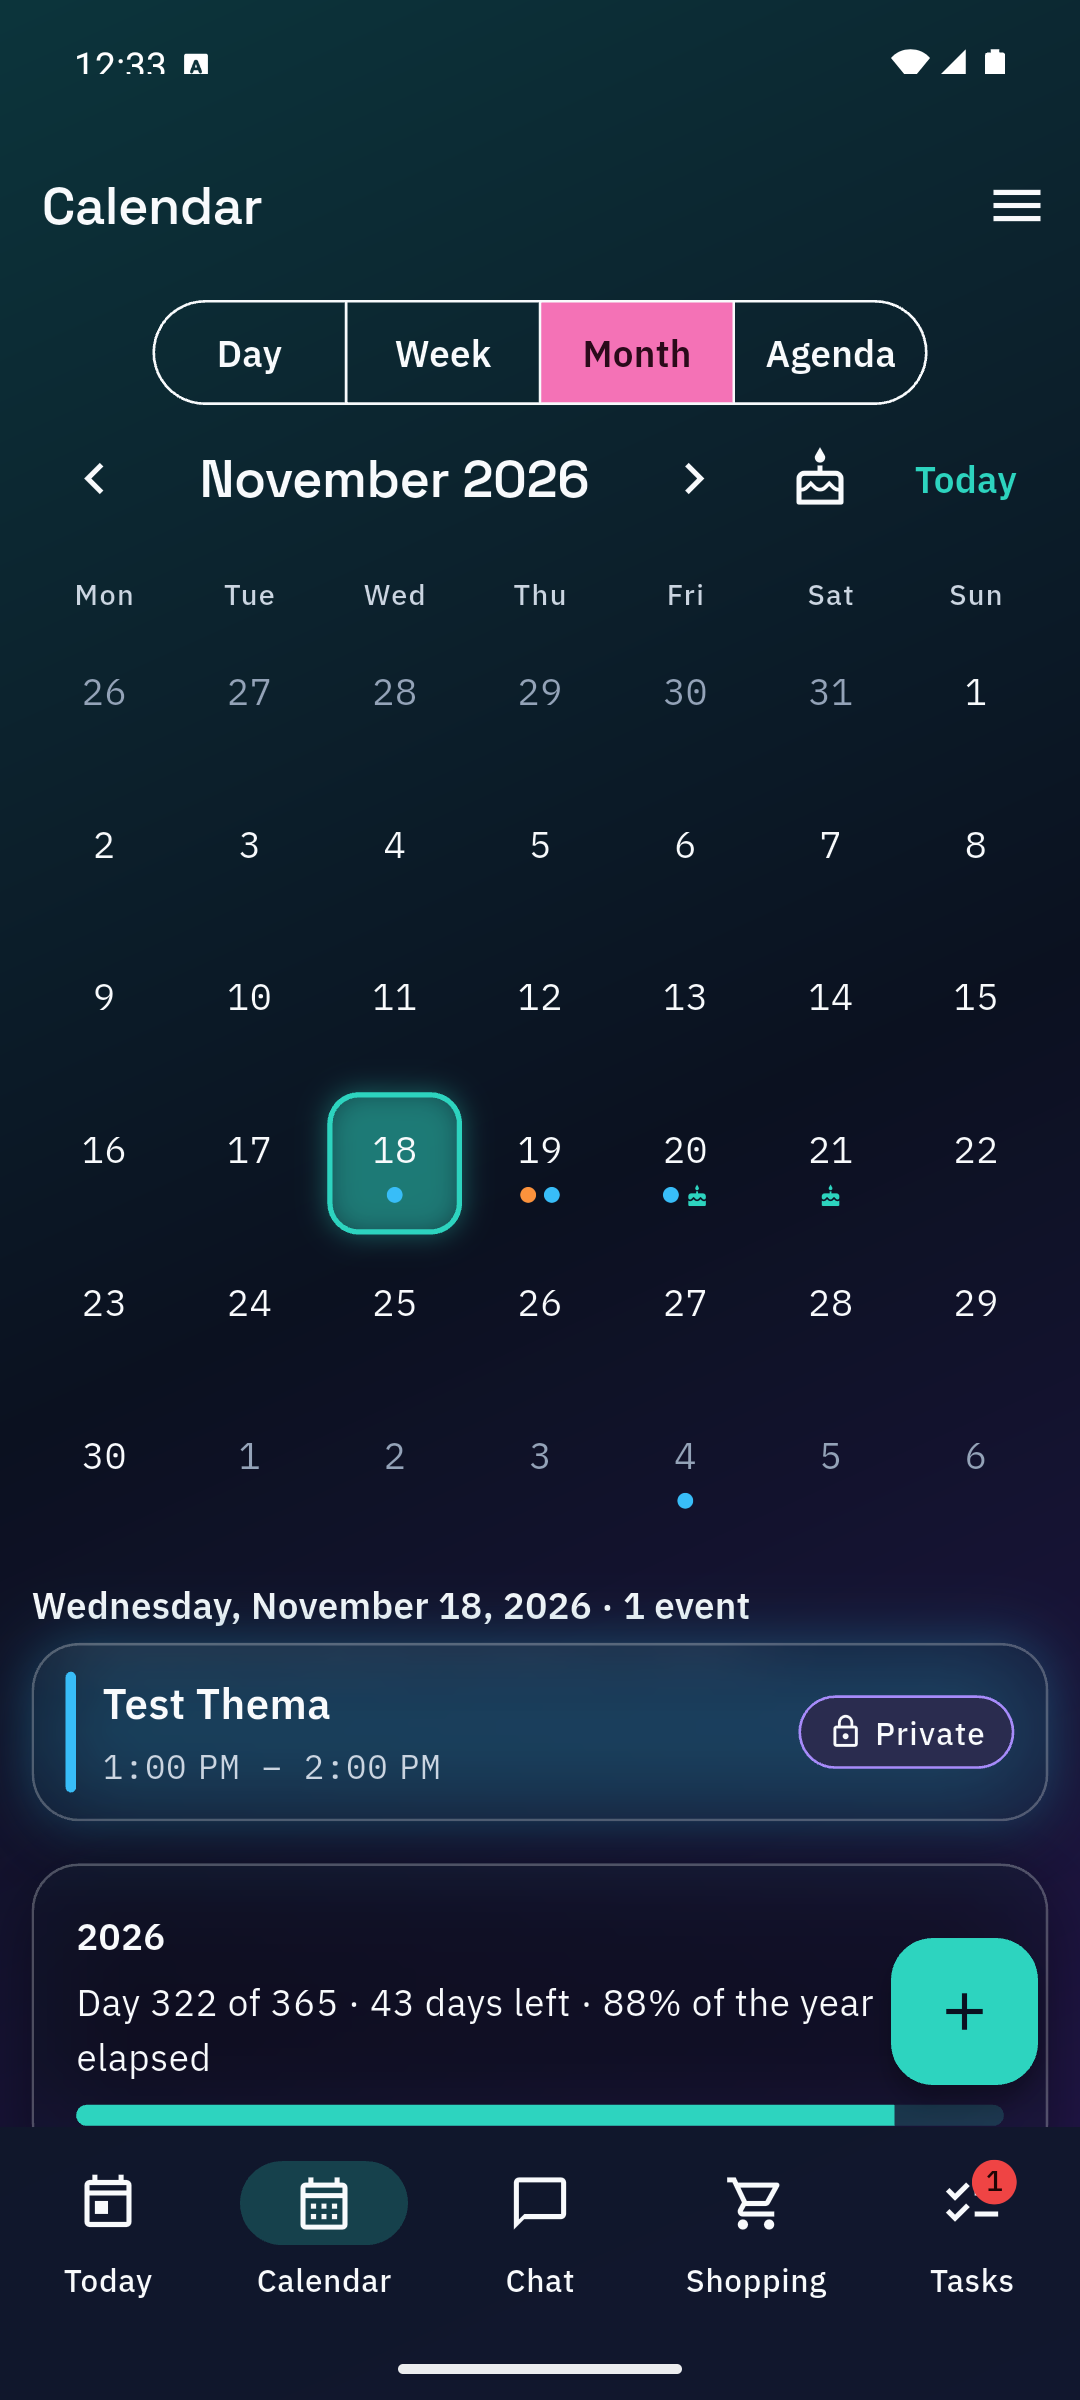 12:33 A
Calendar
Day Week Month Agenda
November 2026 Today
Mon Tue Wed Thu Fri Sat Sun
26 27 28 29 30 31 1
2 3 4 5 6 7 8
9 10 11 12 13 14 15
16 17 18 19 20 21 22
23 24 25 26 27 28 29
30 1 2 3 4 5 6
Wednesday, November 18, 2026 · 1 event
Test Thema
1:00 PM – 2:00 PM
Private
2026
Day 322 of 365 · 43 days left · 88% of the year
elapsed
1
Today Calendar Chat Shopping Tasks